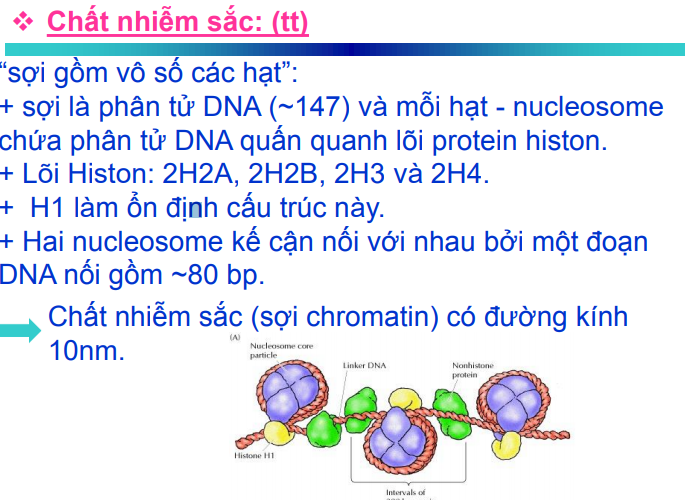 ❖ Chất nhiễm sắc: (tt)
“sợi gồm vô số các hạt”:
+ sợi là phân tử DNA (~147) và mỗi hạt - nucleosome
chứa phân tử DNA quấn quanh lõi protein histon.
+ Lõi Histon: 2H2A, 2H2B, 2H3 và 2H4.
+ H1 làm ổn định cấu trúc này.
+ Hai nucleosome kế cận nối với nhau bởi một đoạn
DNA nối gồm ~80 bp.
Chất nhiễm sắc (sợi chromatin) có đường kính
10nm.
(A)
Nucleosome core
particle
Linker DNA
Nonhistone
protein
Histone H1
Intervals of